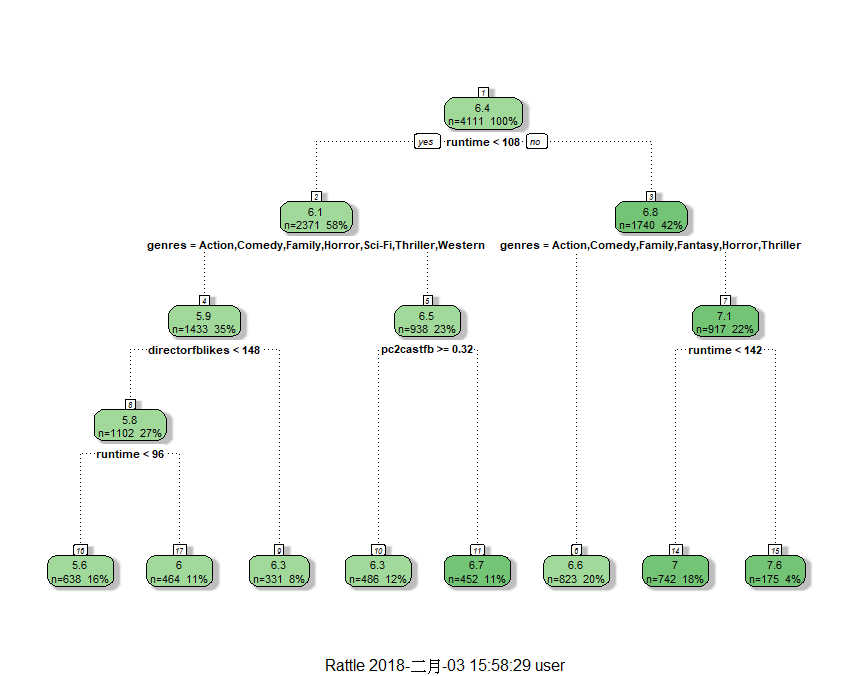 1
6.4
n=4111 100%
yes runtime < 108 no
2
6.1
n=2371 58%
3
6.8
n=1740 42%
genres = Action,Comedy,Family,Horror,Sci-Fi,Thriller,Western
genres = Action,Comedy,Family,Fantasy,Horror,Thriller
4
5.9
n=1433 35%
5
6.5
n=938 23%
7
7.1
n=917 22%
directorfblikes < 148
pc2castfb >= 0.32
runtime < 142
8
5.8
n=1102 27%
runtime < 96
16
5.6
n=638 16%
17
6
n=464 11%
9
6.3
n=331 8%
10
6.3
n=486 12%
11
6.7
n=452 11%
6
6.6
n=823 20%
14
7
n=742 18%
15
7.6
n=175 4%
Rattle 2018-二月-03 15:58:29 user